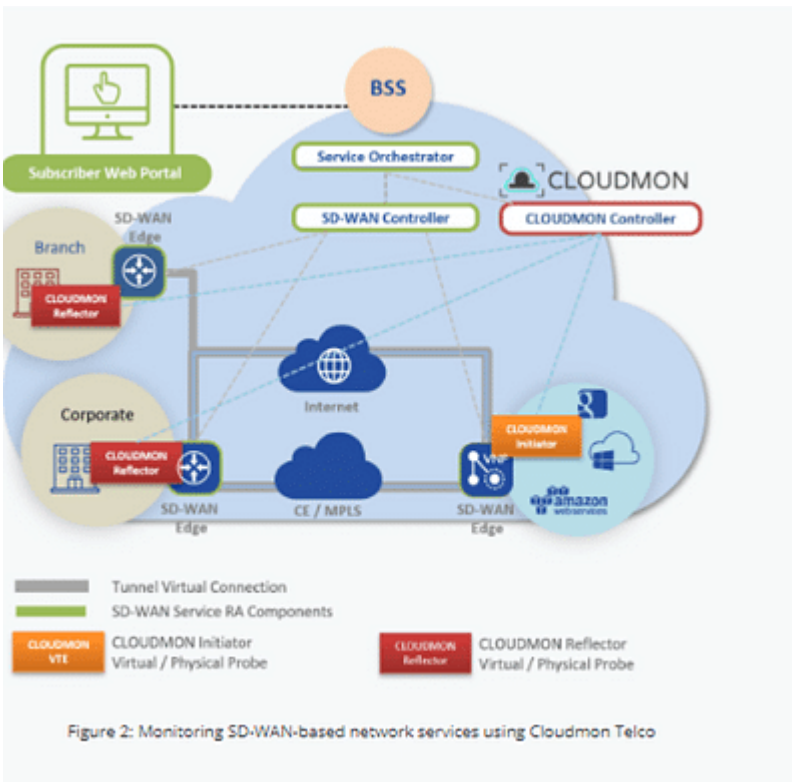 BSS
Subscriber Web Portal
Service Orchestrator
CLOUDMON
SD-WAN Controller
CLOUDMON Controller
SD-WAN
Edge
Branch
CLOUDMON
Reflector
Internet
Corporate
CLOUDMON
Reflector
CLOUDMON
Initiator
VNF
SD-WAN
Edge
CE / MPLS
SD-WAN
Edge
amazon
webservices
Tunnel Virtual Connection
SD-WAN Service RA Components
CLOUDMON
VTE
CLOUDMON Initiator
Virtual / Physical Probe
CLOUDMON
Reflector
CLOUDMON Reflector
Virtual / Physical Probe
Figure 2: Monitoring SD-WAN-based network services using Cloudmon Telco